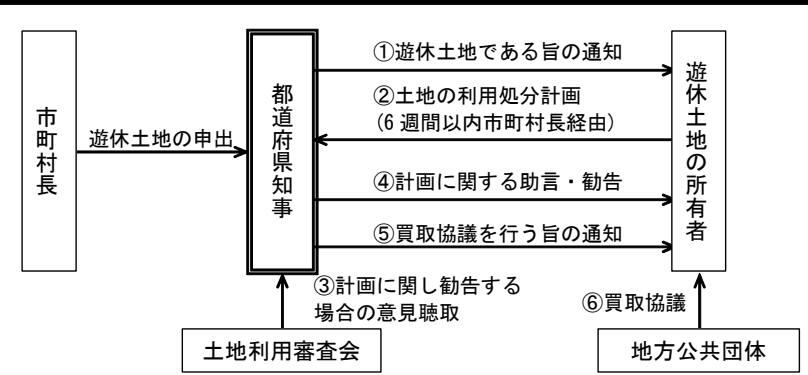 市町村長
遊休土地の申出
都道府県知事
①遊休土地である旨の通知
②土地の利用処分計画
(6 週間以内市町村長経由)
④計画に関する助言・勧告
⑤買取協議を行う旨の通知
遊休土地の所有者
③計画に関し勧告する
場合の意見聴取
⑥買取協議
土地利用審査会
地方公共団体